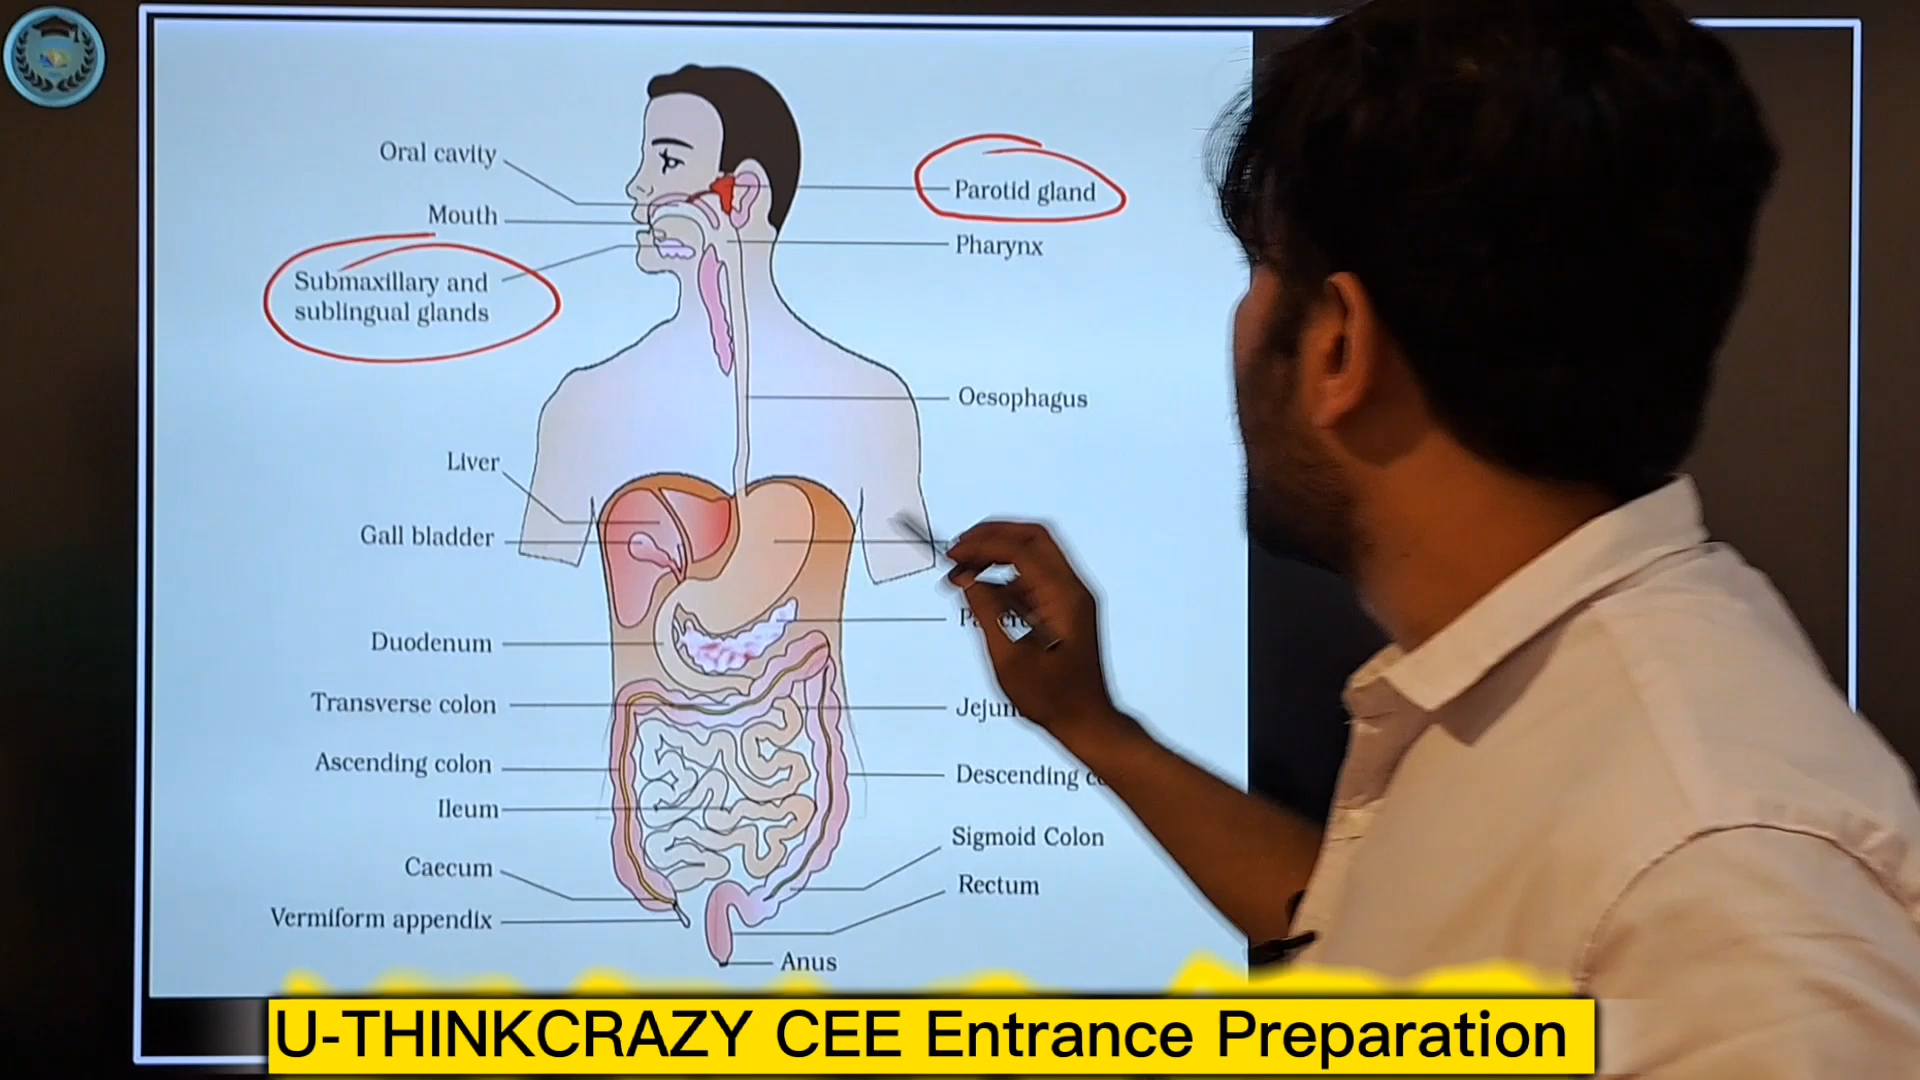 Oral cavity
Mouth
Submaxillary and
sublingual glands
Liver
Gall bladder
Duodenum
Transverse colon
Ascending colon
Ileum
Caecum
Vermiform appendix
Parotid gland
Pharynx
Oesophagus
Descending
Sigmoid Colon
Rectum
Anus
U-THINKCRAZY CEE Entrance Preparation